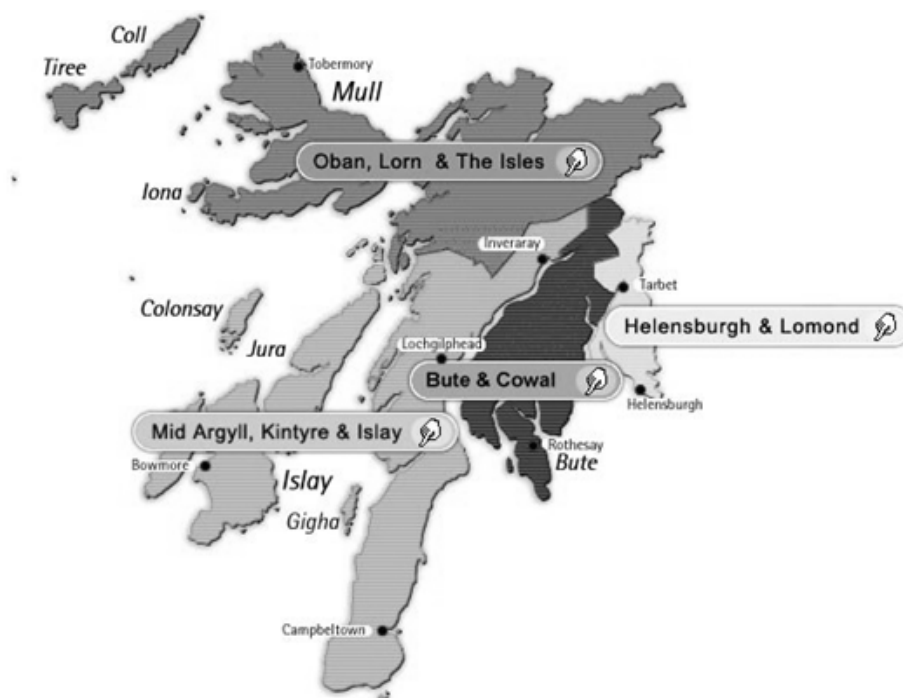 Coll
Tiree
Tobermory
Mull
Oban, Lorn & The Isles
Iona
Inveraray
Tarbet
Colonsay
Helensburgh & Lomond
Jura
Lochgilphead
Bute & Cowal
Helensburgh
Mid Argyll, Kintyre & Islay
Rothesay
Bowmore
Bute
Islay
Gigha
Campbeltown